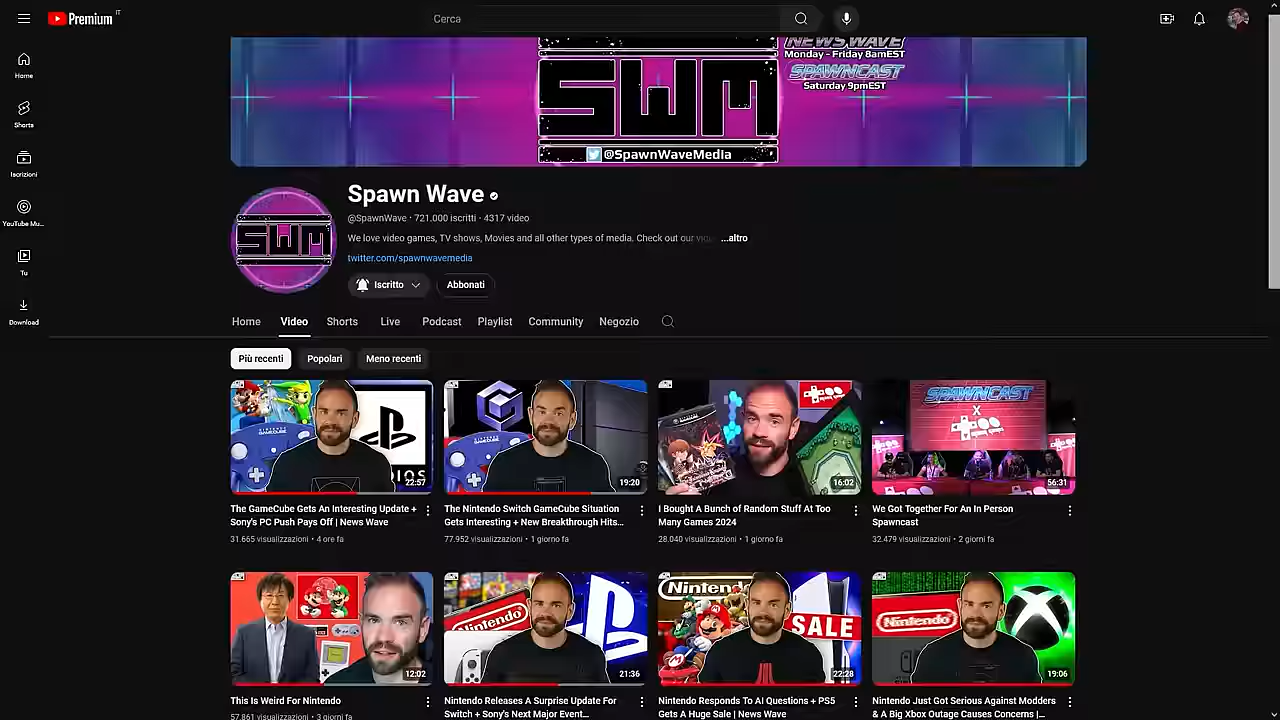 Premium IT
Cerca
Home
Shorts
Iscrizioni
YouTube Mu...
Tu
Download
NEWSWAVE
Monday - Friday 8amEST
SPAWNCAST
Saturday 9pmEST
SWM
@SpawnWaveMedia
SWM
Spawn Wave
@SpawnWave · 721.000 iscritti · 4317 video
We love video games, TV shows, Movies and all other types of media. Check out our ...altro
twitter.com/spawnwavemedia
Iscritto
Abbonati
Home Video Shorts Live Podcast Playlist Community Negozio
Più recenti Popolari Meno recenti
22:57
The GameCube Gets An Interesting Update +
Sony's PC Push Pays Off | News Wave
31.665 visualizzazioni · 4 ore fa
19:20
The Nintendo Switch GameCube Situation
Gets Interesting + New Breakthrough Hits...
77.952 visualizzazioni · 1 giorno fa
16:02
I Bought A Bunch of Random Stuff At Too
Many Games 2024
28.040 visualizzazioni · 1 giorno fa
SPAWNCAST
X
56:31
We Got Together For An In Person
Spawncast
32.479 visualizzazioni · 2 giorni fa
12:02
This Is Weird For Nintendo
57.861 visualizzazioni · 3 giorni fa
Nintendo
21:36
Nintendo Releases A Surprise Update For
Switch + Sony's Next Major Event...
Nintendo
SALE
22:28
Nintendo Responds To AI Questions + PS5
Gets A Huge Sale | News Wave
Nintendo
19:06
Nintendo Just Got Serious Against Modders
& A Big Xbox Outage Causes Concerns |...